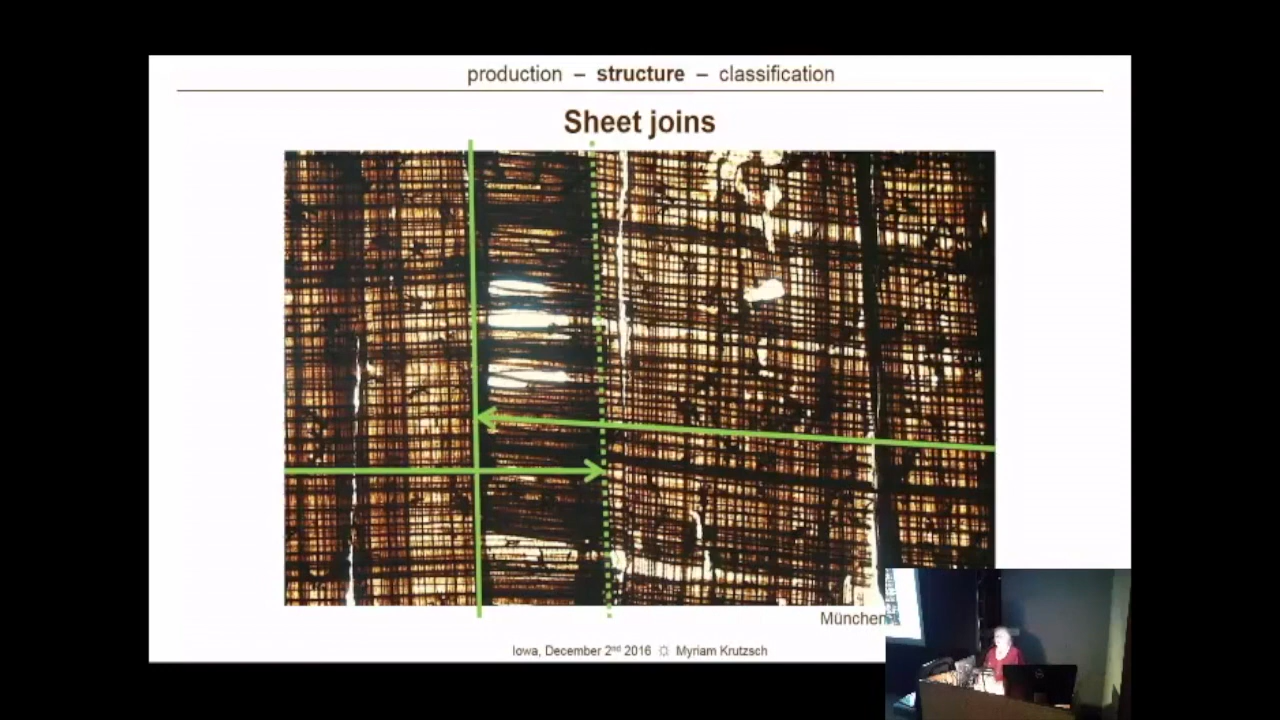 production – structure – classification
Sheet joins
München
Iowa, December 2nd 2016 ☼ Myriam Krutzsch